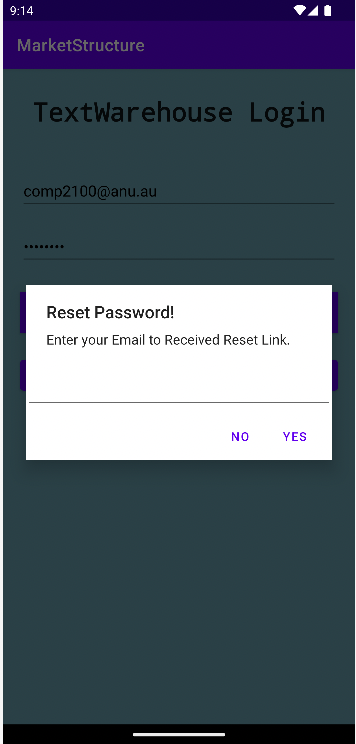 9:14
MarketStructure
TextWarehouse Login
comp2100@anu.au
••••••••
Reset Password!
Enter your Email to Received Reset Link.
NO YES